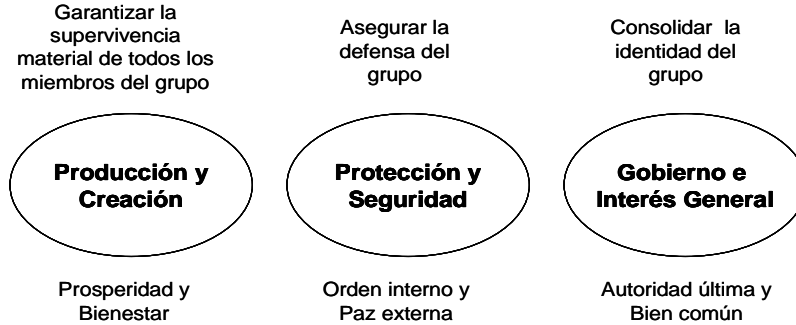 Garantizar la
supervivencia
material de todos los
miembros del grupo
Asegurar la
defensa del
grupo
Consolidar la
identidad del
grupo
Producción y
Creación
Protección y
Seguridad
Gobierno e
Interés General
Prosperidad y
Bienestar
Orden interno y
Paz externa
Autoridad última y
Bien común